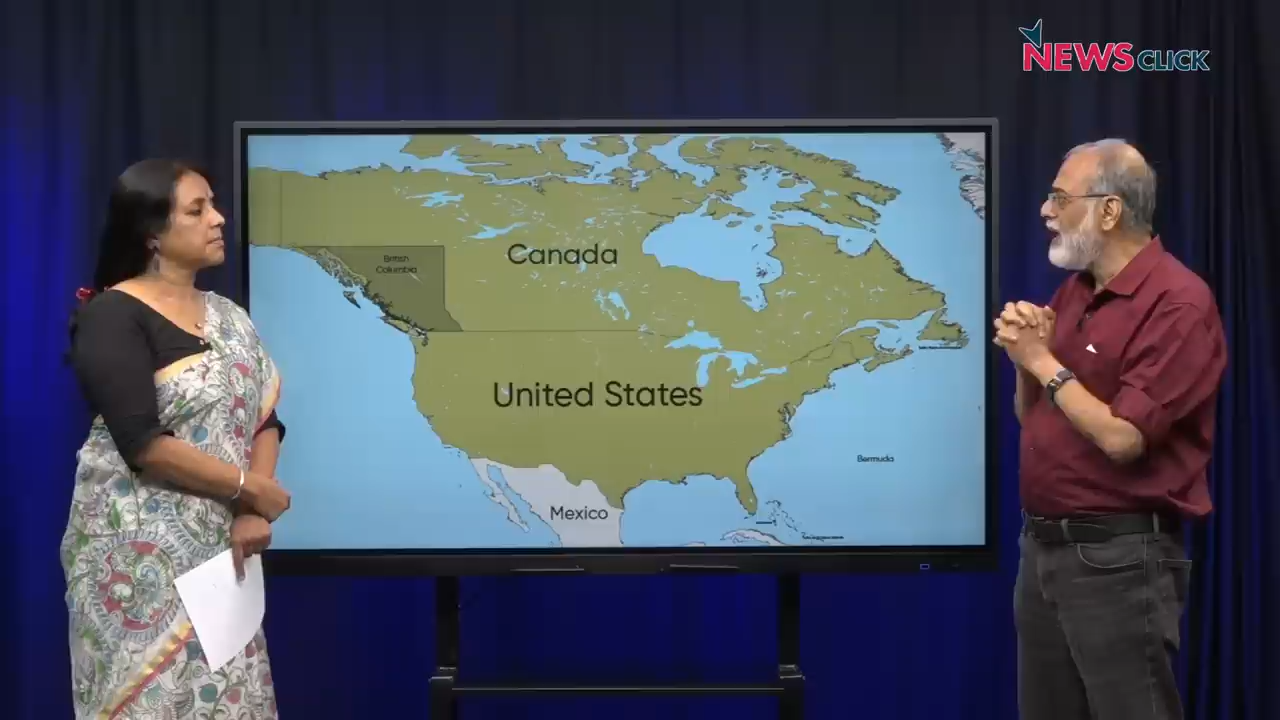 NEWSCLICK
British
Columbia
Canada
United States
Bermuda
Mexico